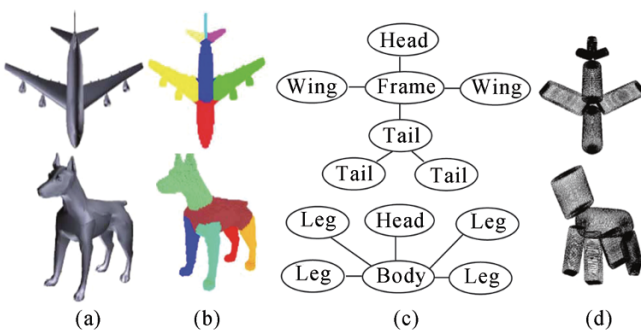 Head
Wing Frame Wing
Tail
Tail Tail
Leg Head Leg
Leg Body Leg
(a) (b) (c) (d)